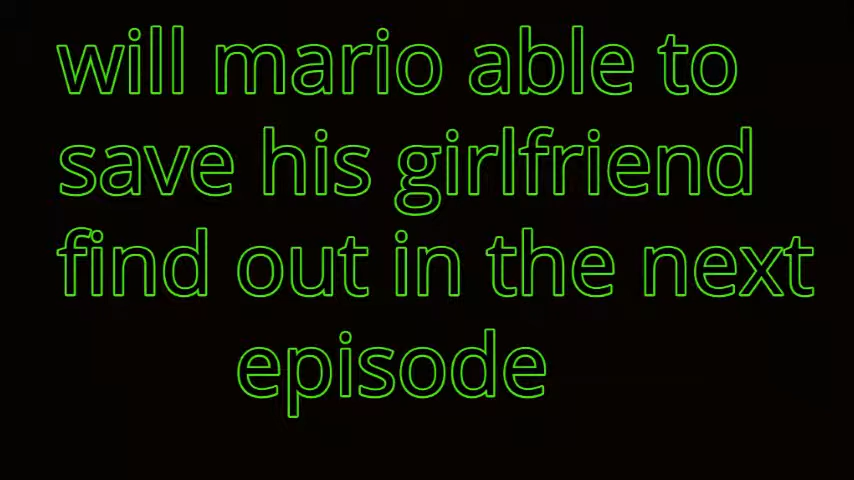 will mario able to
save his girlfriend
find out in the next
episode